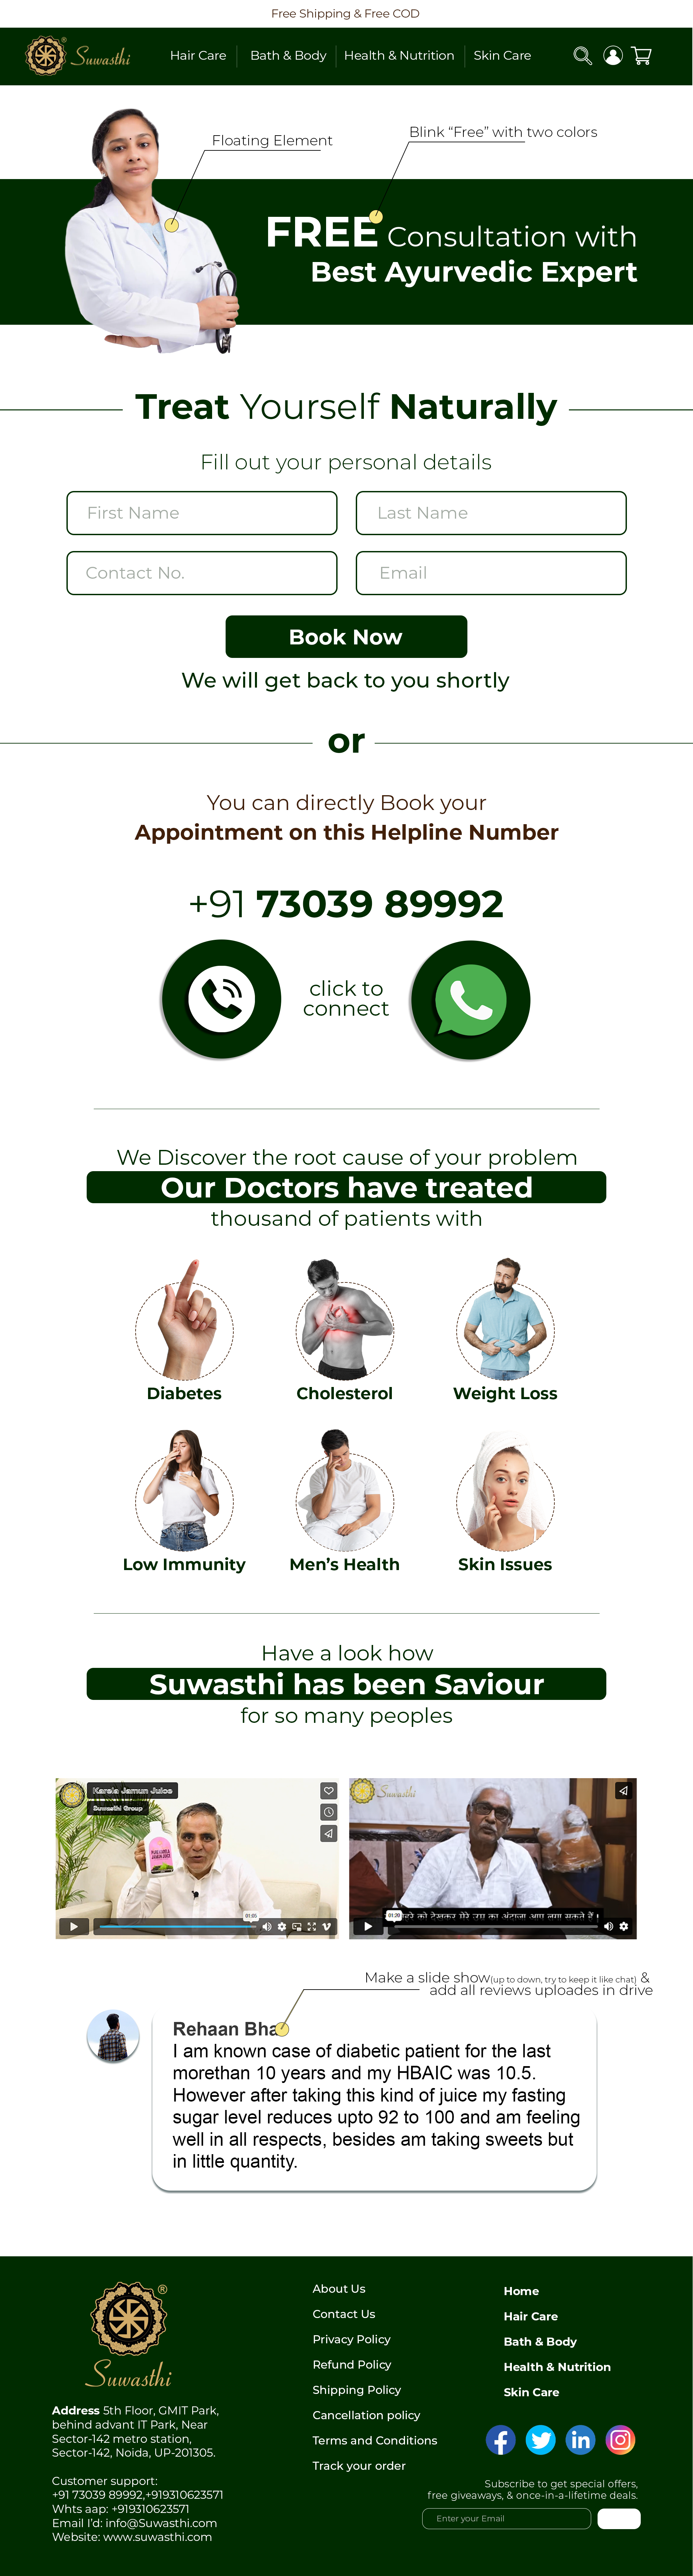 Free Shipping & Free COD
Suwasthi
®
Hair Care
Bath & Body
Health & Nutrition
Skin Care
Floating Element
Blink “Free” with two colors
FREE Consultation with
Best Ayurvedic Expert
Treat Yourself Naturally
Fill out your personal details
First Name
Last Name
Contact No.
Email
Book Now
We will get back to you shortly
or
You can directly Book your
Appointment on this Helpline Number
+91 73039 89992
click to
connect
We Discover the root cause of your problem
Our Doctors have treated
thousand of patients with
Diabetes
Cholesterol
Weight Loss
Low Immunity
Men’s Health
Skin Issues
Have a look how
Suwasthi has been Saviour
for so many peoples
Karela Jamun Juice
Suwasthi Group
01:05
Suwasthi
01:20
को देखकर मेरे उम्र का अंदाज़ा आप लगा सकते हैं
Make a slide show(up to down, try to keep it like chat) &
add all reviews uploades in drive
Rehaan Bha
I am known case of diabetic patient for the last
morethan 10 years and my HBAIC was 10.5.
However after taking this kind of juice my fasting
sugar level reduces upto 92 to 100 and am feeling
well in all respects, besides am taking sweets but
in little quantity.
®
Suwasthi
Address 5th Floor, GMIT Park,
behind advant IT Park, Near
Sector-142 metro station,
Sector-142, Noida, UP-201305.
Customer support:
+91 73039 89992,+919310623571
Whts aap: +919310623571
Email I'd: info@Suwasthi.com
Website: www.suwasthi.com
About Us
Contact Us
Privacy Policy
Refund Policy
Shipping Policy
Cancellation policy
Terms and Conditions
Track your order
Home
Hair Care
Bath & Body
Health & Nutrition
Skin Care
Subscribe to get special offers,
free giveaways, & once-in-a-lifetime deals.
Enter your Email